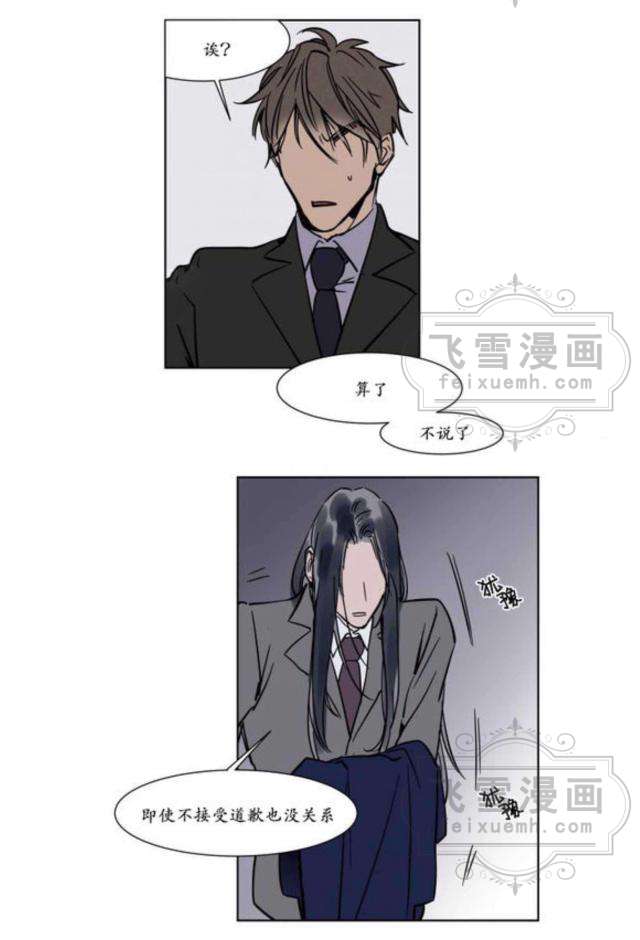 诶?
飞雪漫画
feixuemh.com
算了
不说了
犹豫
即使不接受道歉也没关系
飞雪漫画
feixuemh.com
犹豫